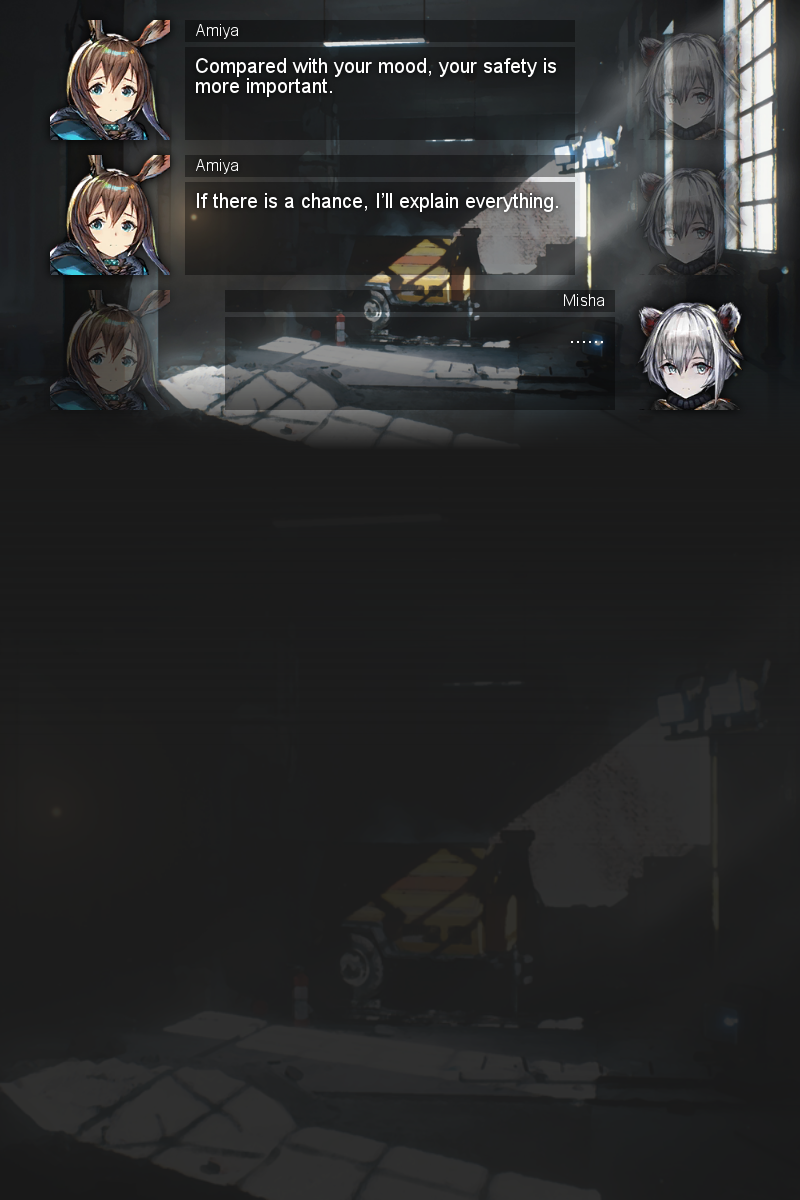 Amiya
Compared with your mood, your safety is
more important.
Amiya
If there is a chance, I'll explain everything.
Misha
······